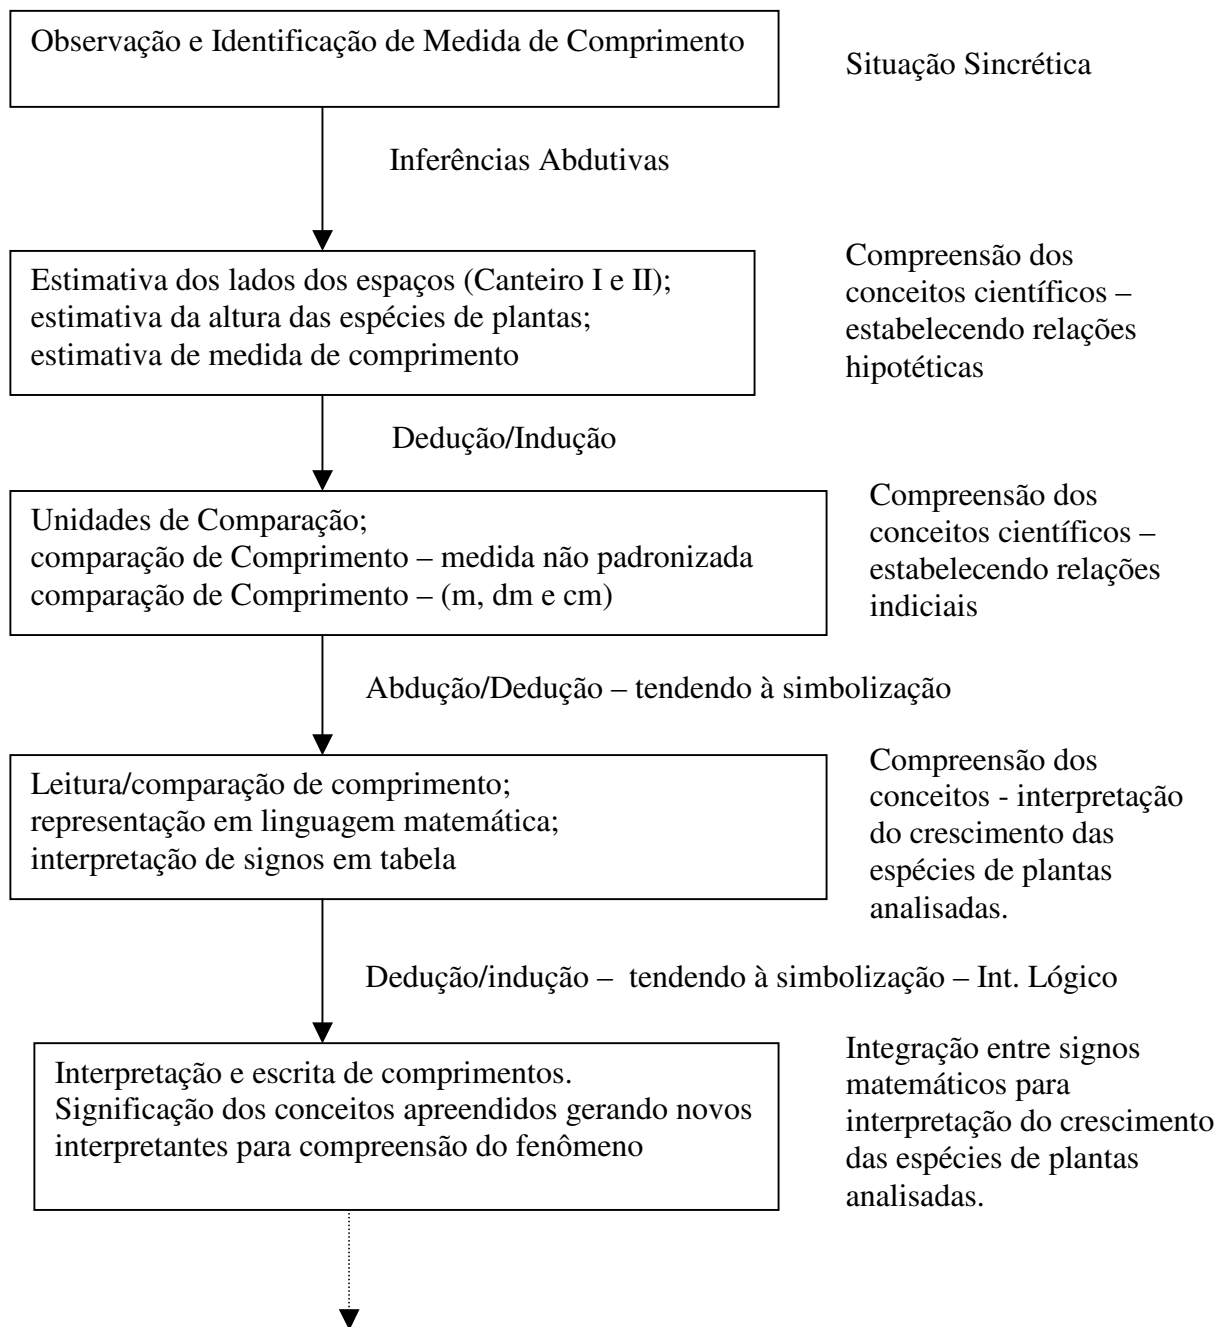 Observação e Identificação de Medida de Comprimento
Situação Sincrética
Inferências Abdutivas
Estimativa dos lados dos espaços (Canteiro I e II);
estimativa da altura das espécies de plantas;
estimativa de medida de comprimento
Compreensão dos
conceitos científicos –
estabelecendo relações
hipotéticas
Dedução/Indução
Unidades de Comparação;
comparação de Comprimento – medida não padronizada
comparação de Comprimento – (m, dm e cm)
Compreensão dos
conceitos científicos –
estabelecendo relações
indiciais
Abdução/Dedução – tendendo à simbolização
Leitura/comparação de comprimento;
representação em linguagem matemática;
interpretação de signos em tabela
Compreensão dos
conceitos - interpretação
do crescimento das
espécies de plantas
analisadas.
Dedução/indução – tendendo à simbolização – Int. Lógico
Interpretação e escrita de comprimentos.
Significação dos conceitos apreendidos gerando novos
interpretantes para compreensão do fenômeno
Integração entre signos
matemáticos para
interpretação do crescimento
das espécies de plantas
analisadas.